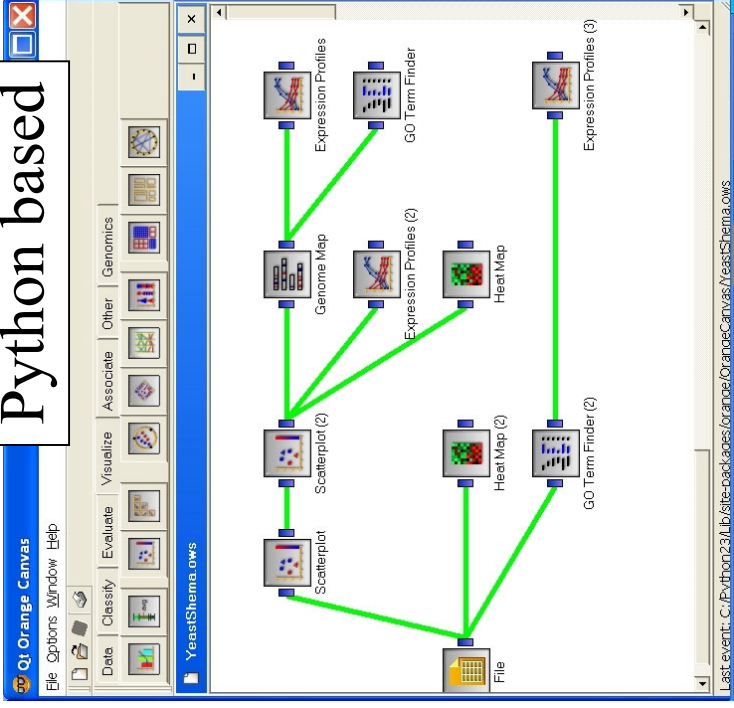 Python based
Qt Orange Canvas
File Options Window Help
Data Classify Evaluate Visualize Associate Other Genomics
YeastShema.ows
File
Scatterplot
Scatterplot (2)
Genome Map
Expression Profiles
GO Term Finder
Expression Profiles (2)
Heat Map
Heat Map (2)
GO Term Finder (2)
Expression Profiles (3)
Last event: C:/Python23/Lib/site-packages/orange/OrangeCanvas/YeastShema.ows